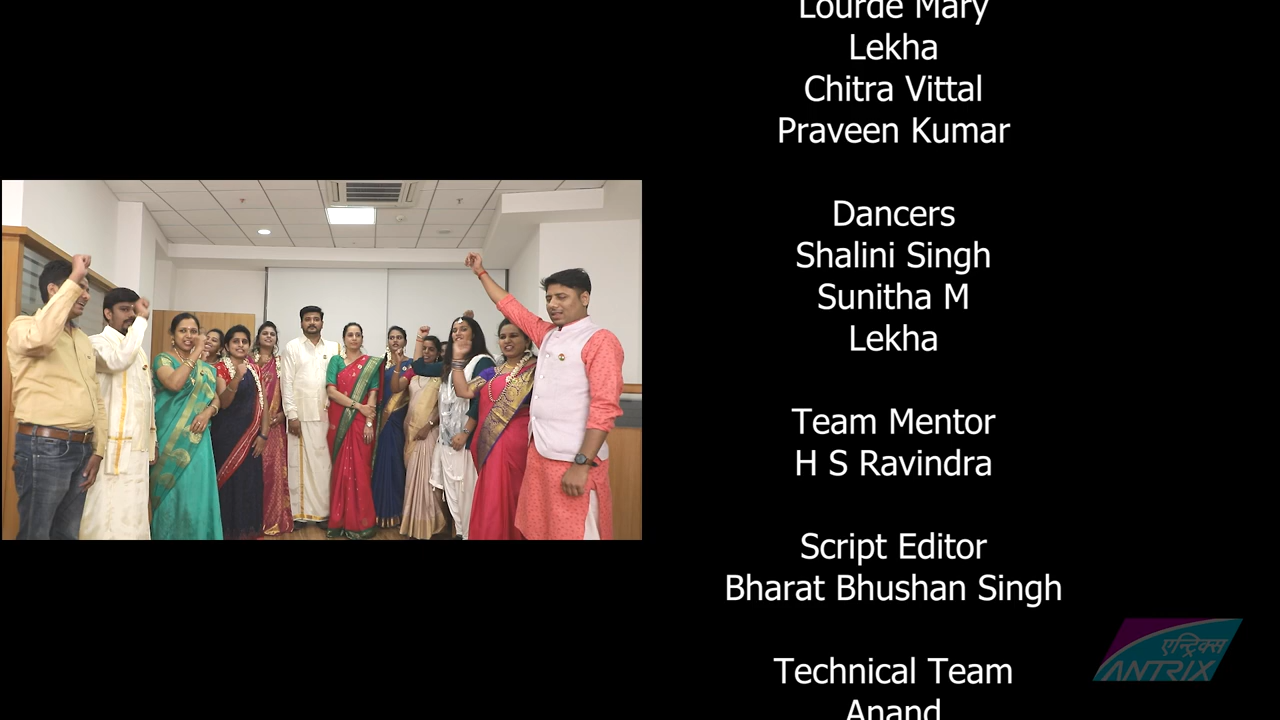 Lourde Mary
Lekha
Chitra Vittal
Praveen Kumar
Dancers
Shalini Singh
Sunitha M
Lekha
Team Mentor
H S Ravindra
Script Editor
Bharat Bhushan Singh
Technical Team
Anand
एन्ट्रिक्स
ANTRIX